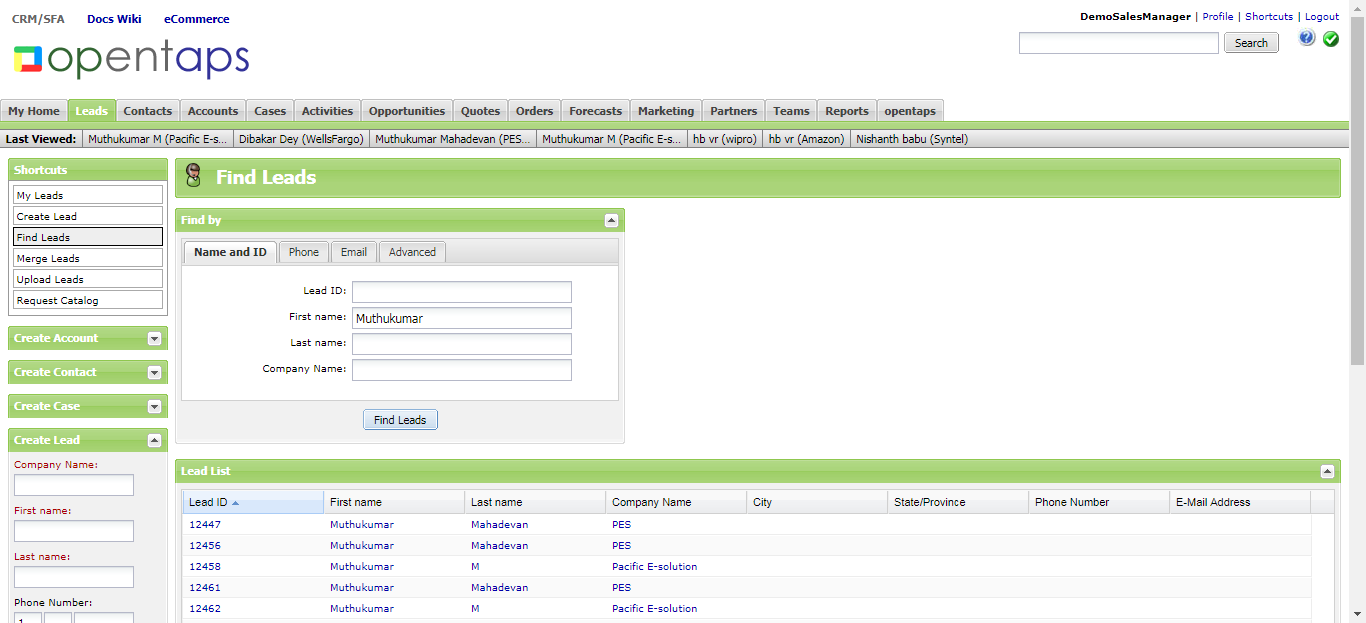 CRM/SFA Docs Wiki eCommerce
DemoSalesManager | Profile | Shortcuts | Logout
opentaps
Search
?
My Home Leads Contacts Accounts Cases Activities Opportunities Quotes Orders Forecasts Marketing Partners Teams Reports opentaps
Last Viewed: Muthukumar M (Pacific E-s... Dibakar Dey (WellsFargo) Muthukumar Mahadevan (PES... Muthukumar M (Pacific E-s... hb vr (wipro) hb vr (Amazon) Nishanth babu (Syntel)
Shortcuts
My Leads
Create Lead
Find Leads
Merge Leads
Upload Leads
Request Catalog
Create Account
Create Contact
Create Case
Create Lead
Company Name:
First name:
Last name:
Phone Number:
1
Find Leads
Find by
Name and ID Phone Email Advanced
Lead ID:
First name: Muthukumar
Last name:
Company Name:
Find Leads
Lead List
Lead ID First name Last name Company Name City State/Province Phone Number E-Mail Address
12447 Muthukumar Mahadevan PES
12456 Muthukumar Mahadevan PES
12458 Muthukumar M Pacific E-solution
12461 Muthukumar Mahadevan PES
12462 Muthukumar M Pacific E-solution